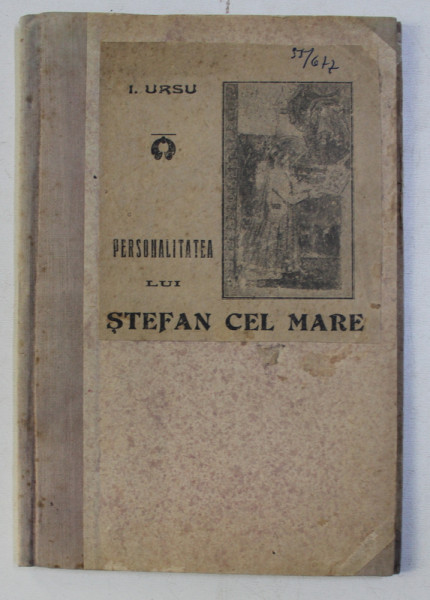 I. URSU
PERSONALITATEA
LUI
ȘTEFAN CEL MARE